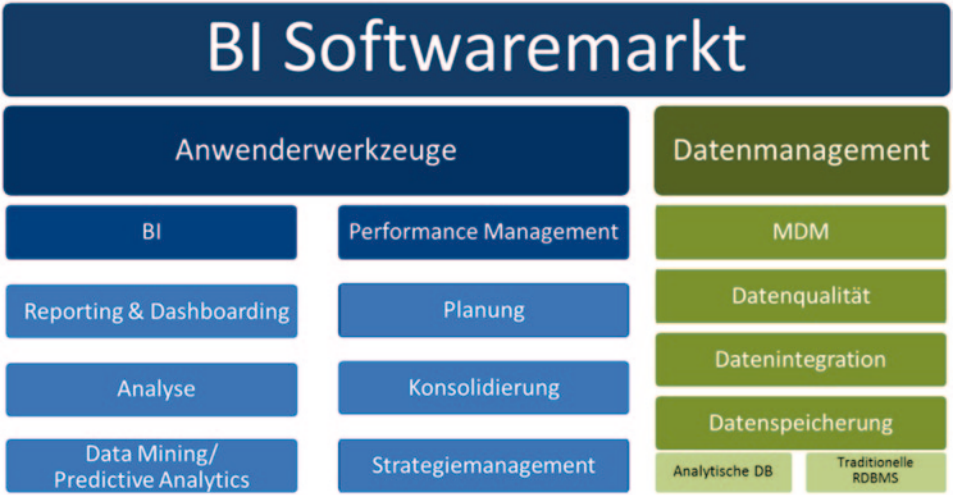 BI Softwaremarkt
Anwenderwerkzeuge
Datenmanagement
BI
Performance Management
MDM
Reporting & Dashboarding
Planung
Datenqualität
Analyse
Konsolidierung
Datenintegration
Data Mining/
Predictive Analytics
Strategiemanagement
Datenspeicherung
Analytische DB
Traditionelle
RDBMS